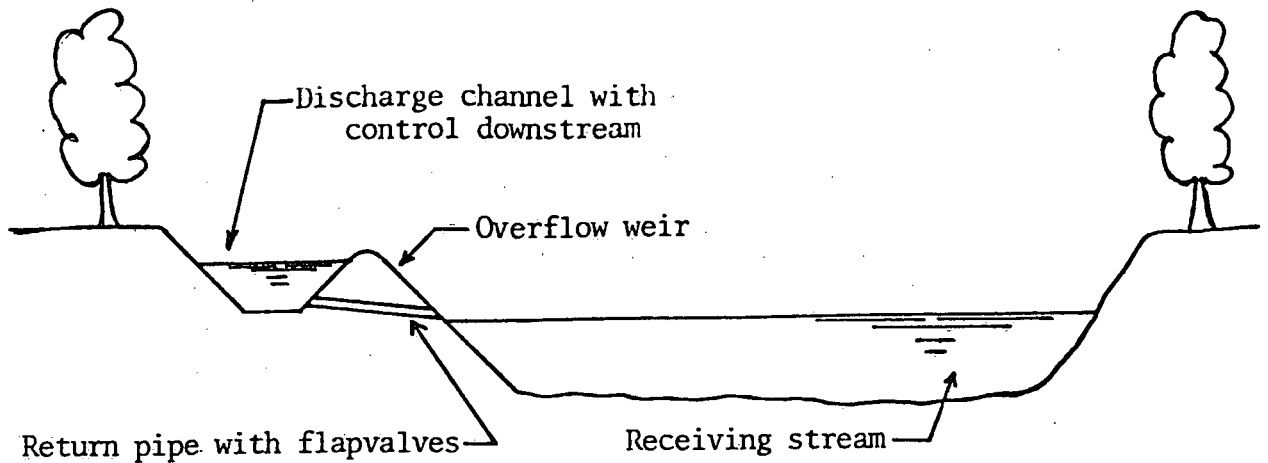 Discharge channel with
control downstream
Overflow weir
Return pipe with flapvalves
Receiving stream